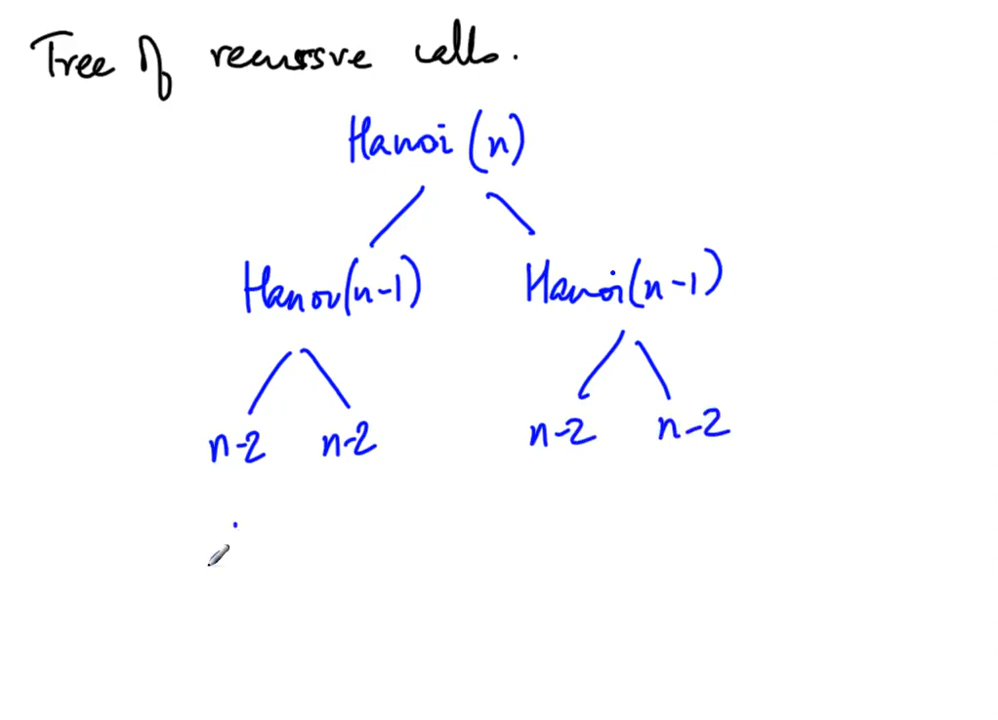 Tree of recursive calls.
Hanoi (n)
Hanoi (n-1) Hanoi (n-1)
n-2 n-2 n-2 n-2